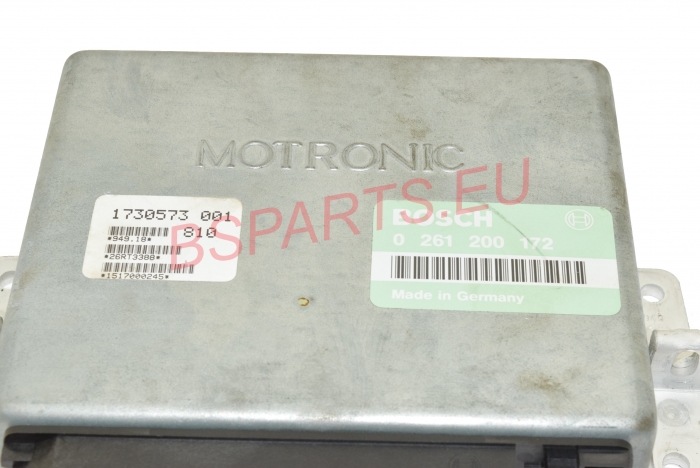 MOTRONIC
1730573 001
810
*949.18*
*26RT3388*
*1517000245*
BOSCH
0 261 200 172
Made in Germany
BSPARTS.EU